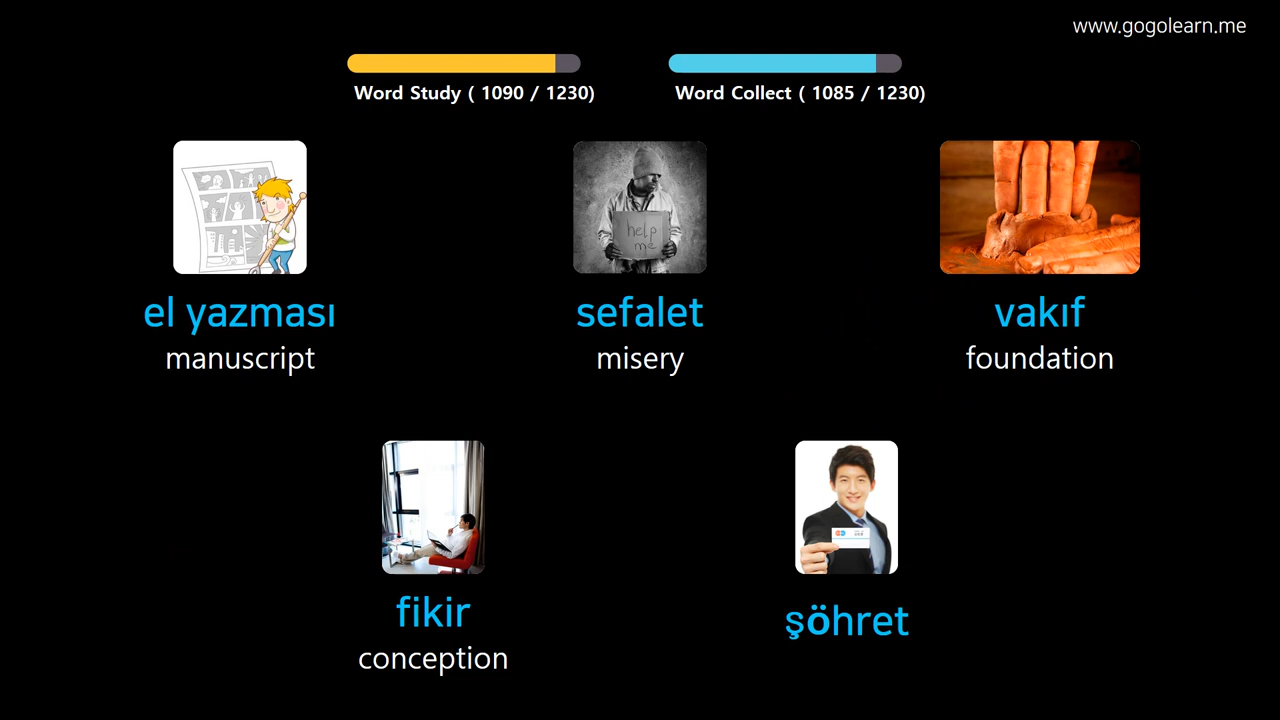 www.gogolearn.me
Word Study ( 1090 / 1230)
Word Collect ( 1085 / 1230)
help
me
el yazması
sefalet
vakıf
manuscript
misery
foundation
fikir
şöhret
conception